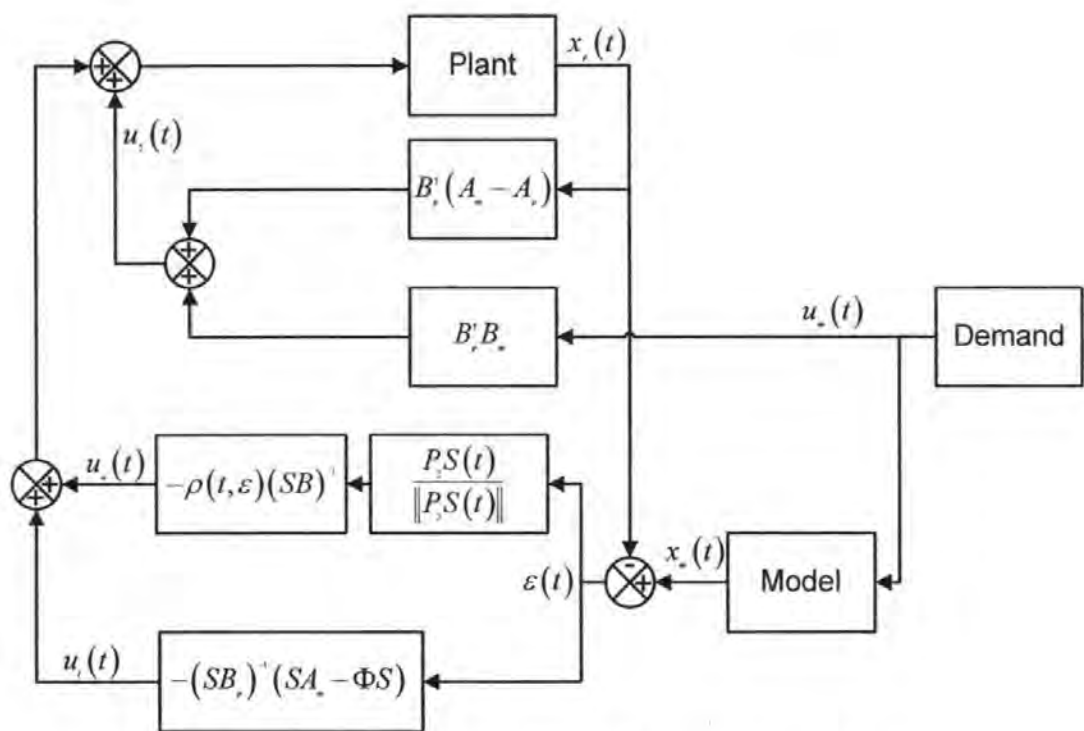 Plant
x_p(t)
u_2(t)
B_p^†(A_m − A_p)
B_p^†B_m
u_m(t)
Demand
u_n(t)
−ρ(t,ε)(SB)^{-1}
P_2S(t)
‖P_2S(t)‖
ε(t)
x_m(t)
Model
u_l(t)
−(SB_p)^{-1}(SA_m − ΦS)